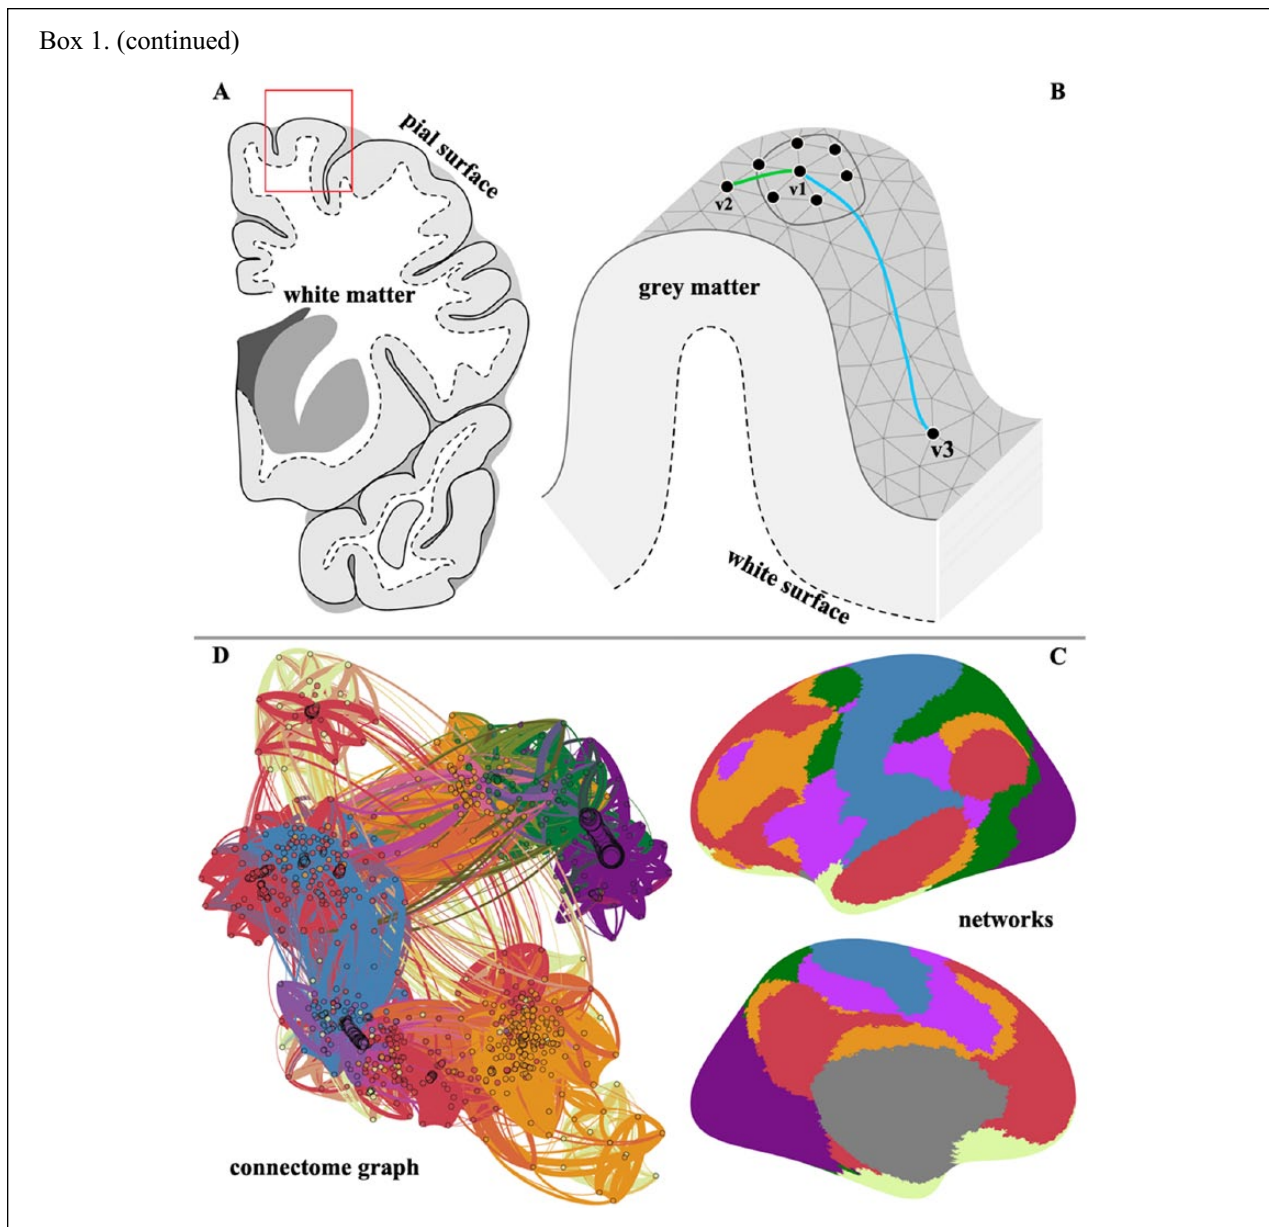 Box 1. (continued)
A
B
pial surface
v1
v2
white matter
grey matter
v3
white surface
D
C
networks
connectome graph